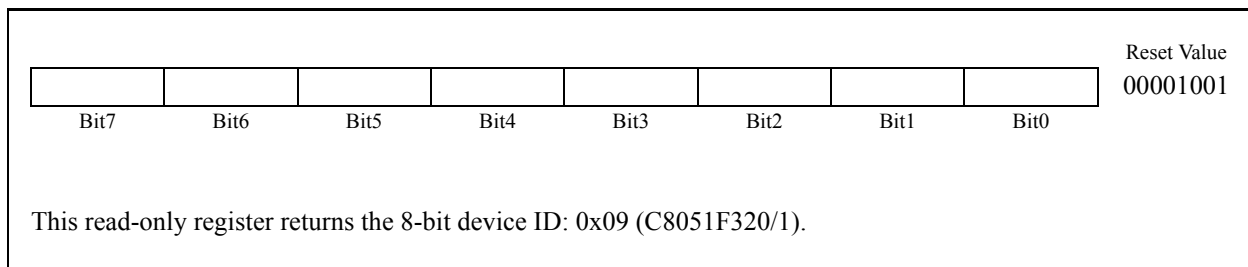 Reset Value
00001001
Bit7 Bit6 Bit5 Bit4 Bit3 Bit2 Bit1 Bit0
This read-only register returns the 8-bit device ID: 0x09 (C8051F320/1).